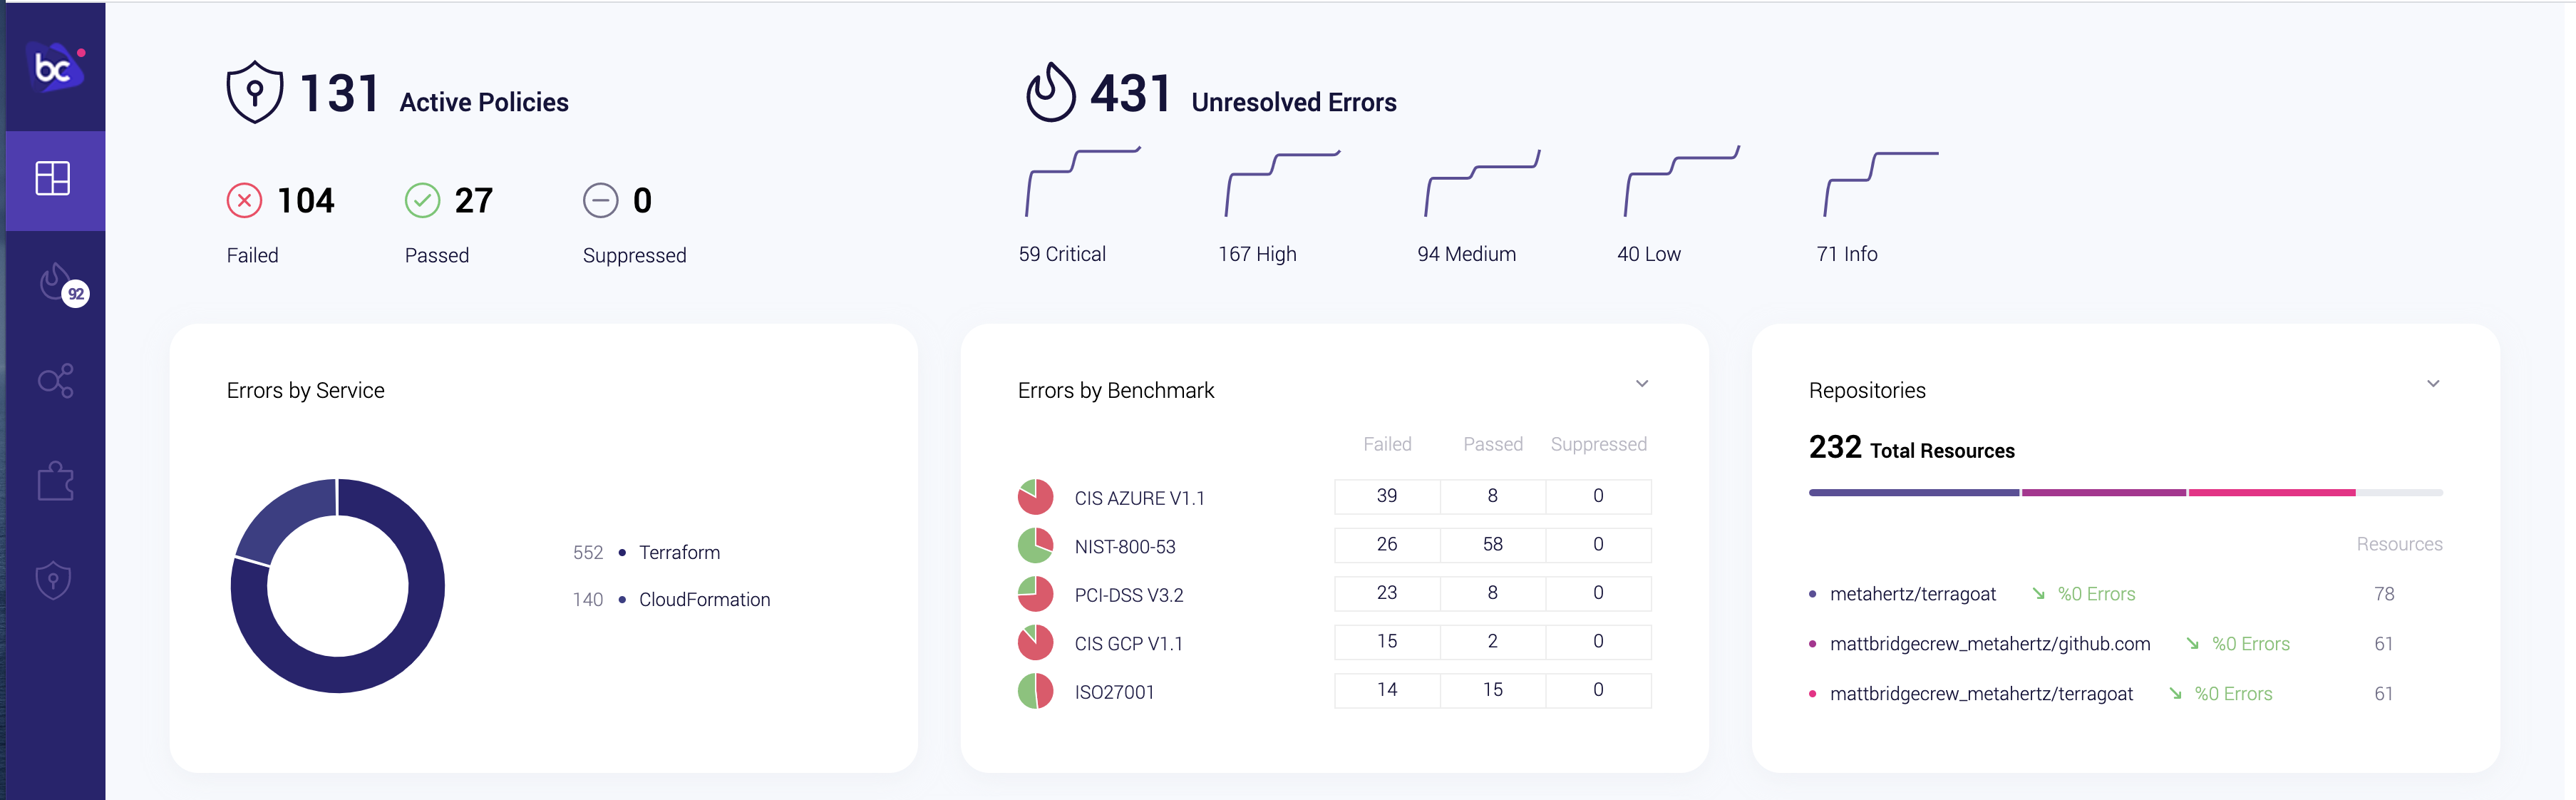 bc
131 Active Policies
104
Failed
27
Passed
0
Suppressed
431 Unresolved Errors
59 Critical
167 High
94 Medium
40 Low
71 Info
92
Errors by Service
552 • Terraform
140 • CloudFormation
Errors by Benchmark
Failed Passed Suppressed
CIS AZURE V1.1 39 8 0
NIST-800-53 26 58 0
PCI-DSS V3.2 23 8 0
CIS GCP V1.1 15 2 0
ISO27001 14 15 0
Repositories
232 Total Resources
Resources
• metahertz/terragoat ↘ %0 Errors 78
• mattbridgecrew_metahertz/github.com ↘ %0 Errors 61
• mattbridgecrew_metahertz/terragoat ↘ %0 Errors 61